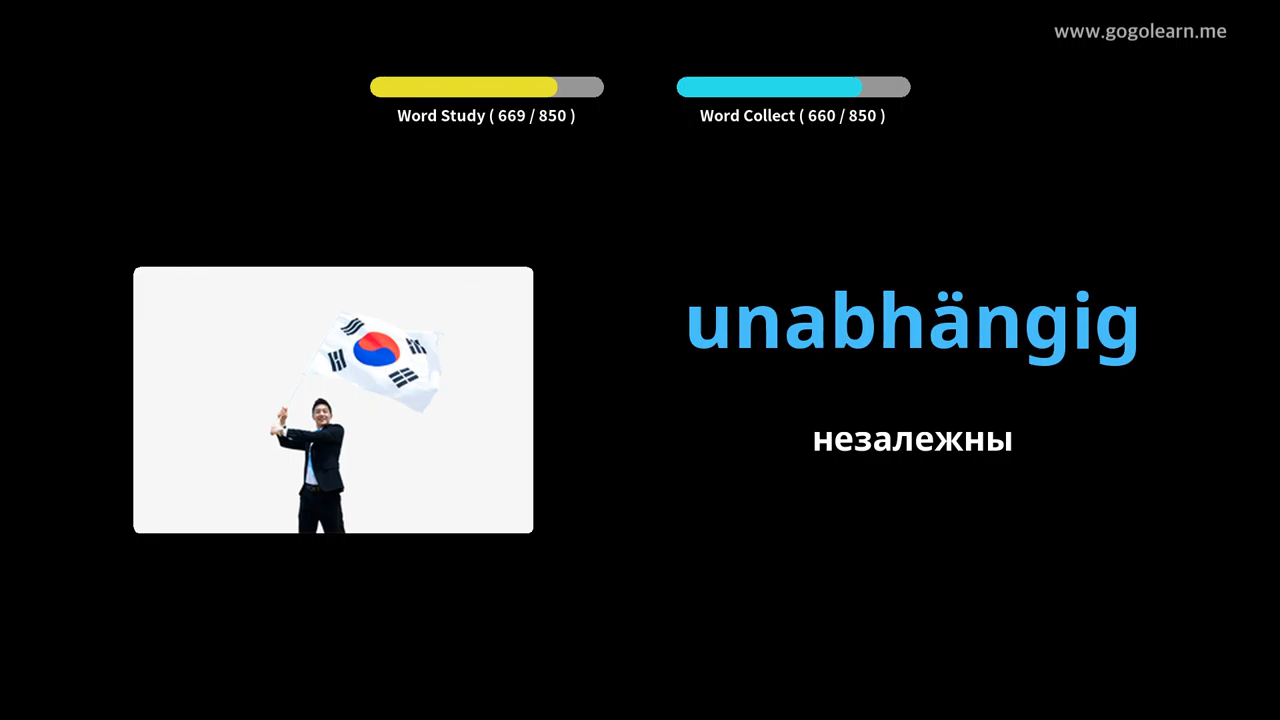 www.gogolearn.me
Word Study ( 669 / 850 )
Word Collect ( 660 / 850 )
unabhängig
незалежны